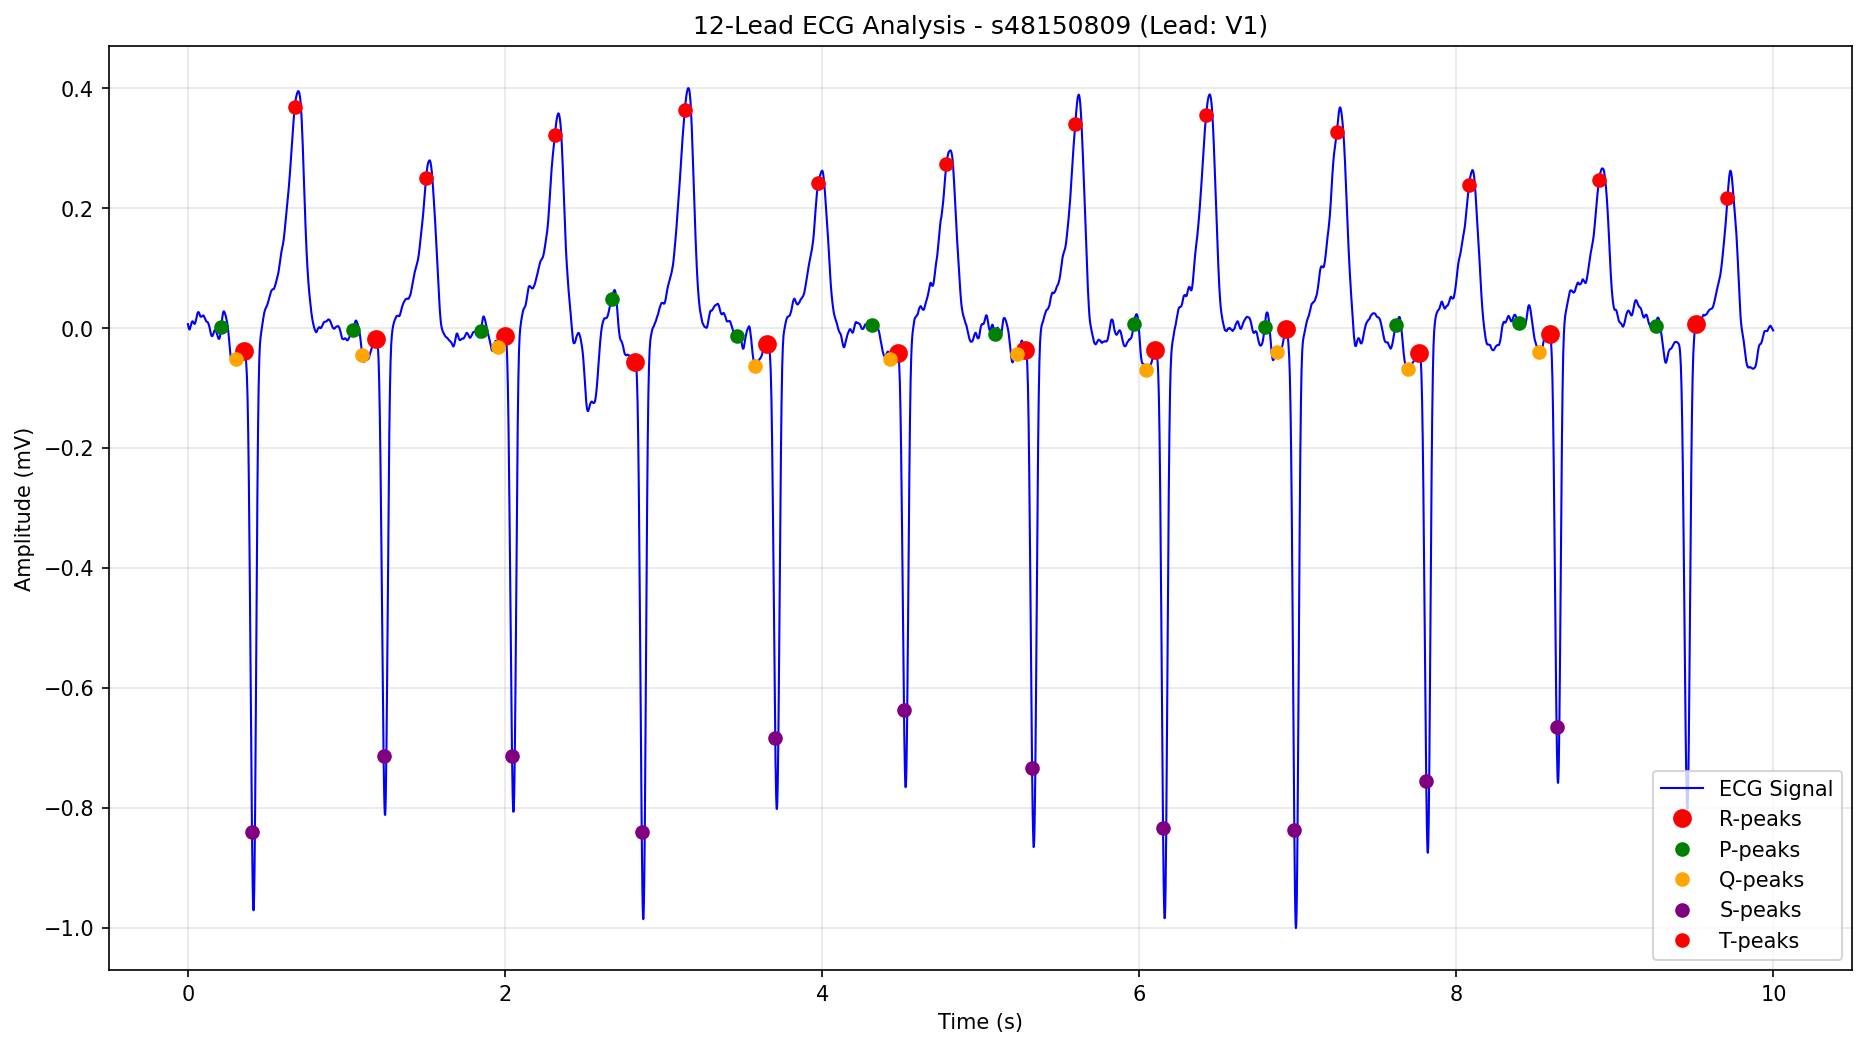 12-Lead ECG Analysis - s48150809 (Lead: V1)
Amplitude (mV)
0.4
0.2
0.0
−0.2
−0.4
−0.6
−0.8
−1.0
0 2 4 6 8 10
Time (s)
ECG Signal
R-peaks
P-peaks
Q-peaks
S-peaks
T-peaks